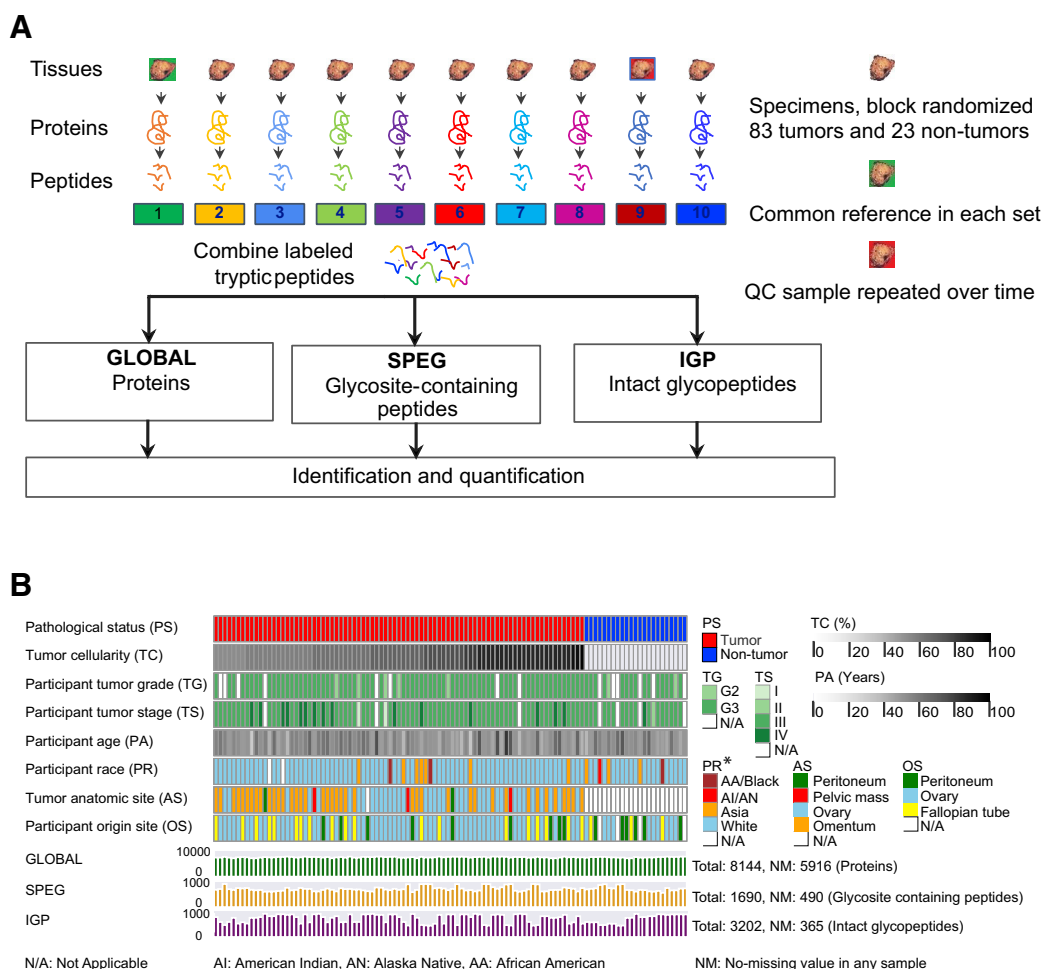 A
Tissues
Proteins
Peptides
1 2 3 4 5 6 7 8 9 10
Specimens, block randomized
83 tumors and 23 non-tumors
Common reference in each set
QC sample repeated over time
Combine labeled
tryptic peptides
GLOBAL
Proteins
SPEG
Glycosite-containing
peptides
IGP
Intact glycopeptides
Identification and quantification
B
Pathological status (PS)
Tumor cellularity (TC)
Participant tumor grade (TG)
Participant tumor stage (TS)
Participant age (PA)
Participant race (PR)
Tumor anatomic site (AS)
Participant origin site (OS)
PS
Tumor
Non-tumor
TC (%)
0 20 40 60 80 100
TG
G2
G3
N/A
TS
I
II
III
IV
N/A
PA (Years)
0 20 40 60 80 100
PR*
AA/Black
AI/AN
Asia
White
N/A
AS
Peritoneum
Pelvic mass
Ovary
Omentum
N/A
OS
Peritoneum
Ovary
Fallopian tube
N/A
GLOBAL
10000
0
Total: 8144, NM: 5916 (Proteins)
SPEG
1000
0
Total: 1690, NM: 490 (Glycosite containing peptides)
IGP
1000
0
Total: 3202, NM: 365 (Intact glycopeptides)
N/A: Not Applicable
AI: American Indian, AN: Alaska Native, AA: African American
NM: No-missing value in any sample